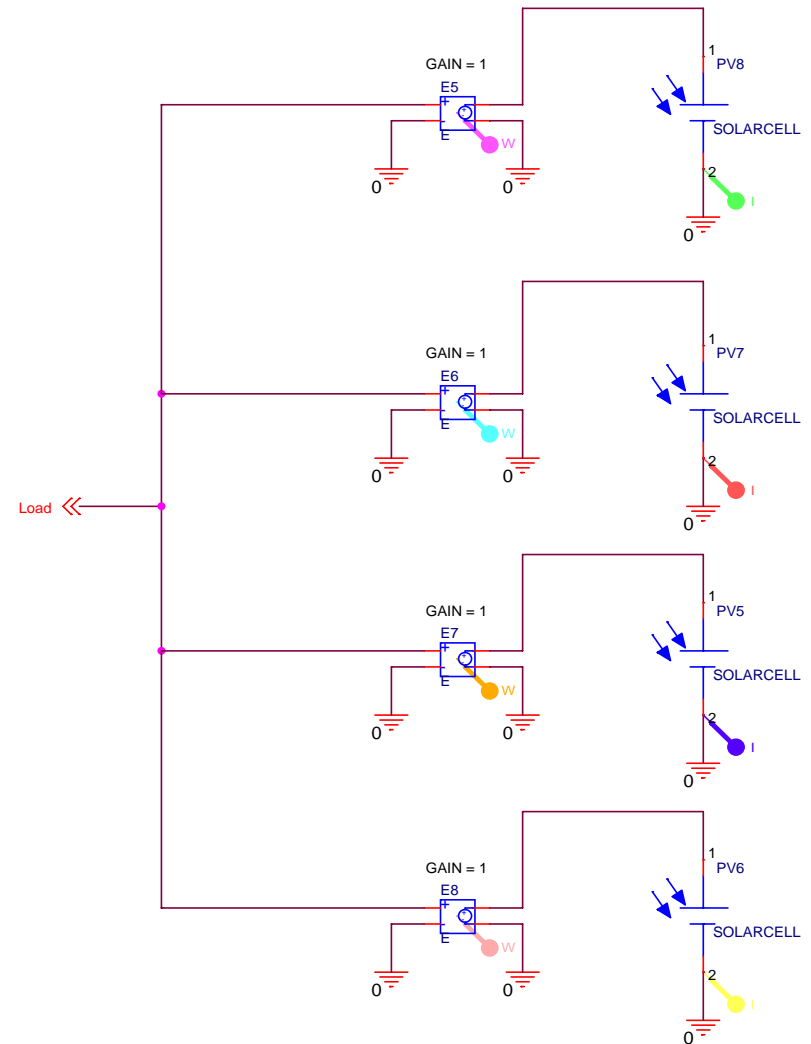 1
PV8
GAIN = 1
E5
SOLARCELL
E
W
2
0
0
I
0
1
PV7
GAIN = 1
E6
SOLARCELL
E
W
2
0
0
I
Load
0
1
PV5
GAIN = 1
E7
SOLARCELL
E
W
2
0
0
I
0
1
PV6
GAIN = 1
E8
SOLARCELL
E
W
2
0
0
I
0